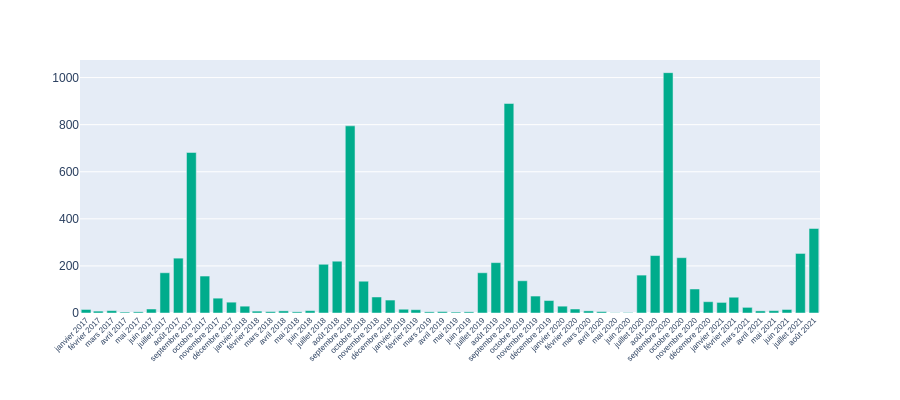 1000
800
600
400
200
0
janvier 2017
février 2017
mars 2017
avril 2017
mai 2017
juin 2017
juillet 2017
août 2017
septembre 2017
octobre 2017
novembre 2017
décembre 2017
janvier 2018
février 2018
mars 2018
avril 2018
mai 2018
juin 2018
juillet 2018
août 2018
septembre 2018
octobre 2018
novembre 2018
décembre 2018
janvier 2019
février 2019
mars 2019
avril 2019
mai 2019
juin 2019
juillet 2019
août 2019
septembre 2019
octobre 2019
novembre 2019
décembre 2019
janvier 2020
février 2020
mars 2020
avril 2020
mai 2020
juin 2020
juillet 2020
août 2020
septembre 2020
octobre 2020
novembre 2020
décembre 2020
janvier 2021
février 2021
mars 2021
avril 2021
mai 2021
juin 2021
juillet 2021
août 2021